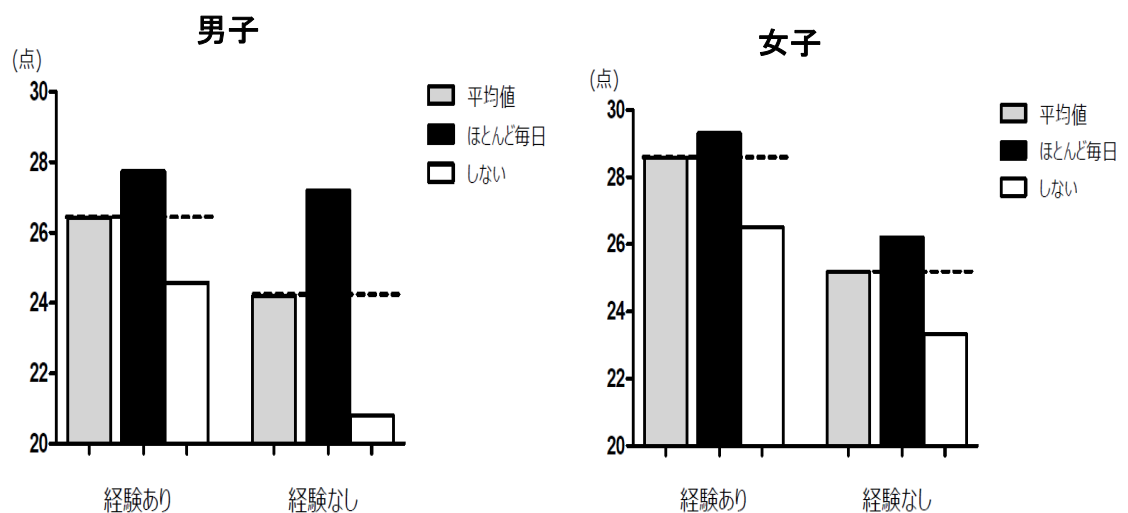 男子
(点)
30
28
26
24
22
20
平均値
ほとんど毎日
しない
経験あり
経験なし
女子
(点)
30
28
26
24
22
20
平均値
ほとんど毎日
しない
経験あり
経験なし